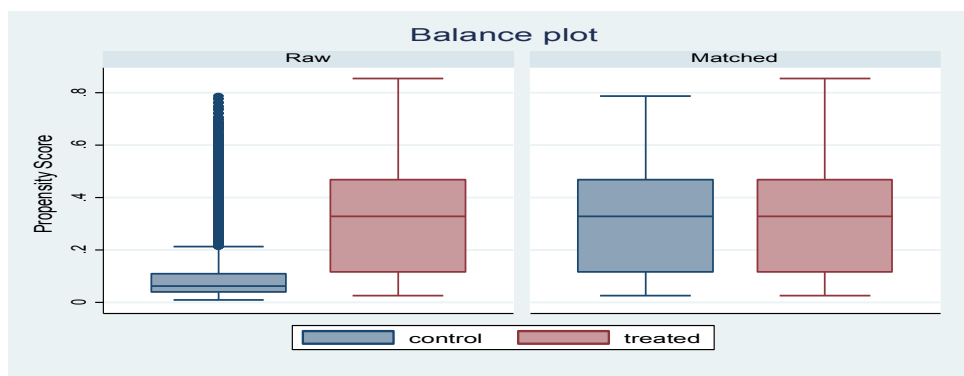 Balance plot
Raw
Matched
Propensity Score
.8
.6
.4
.2
0
control
treated